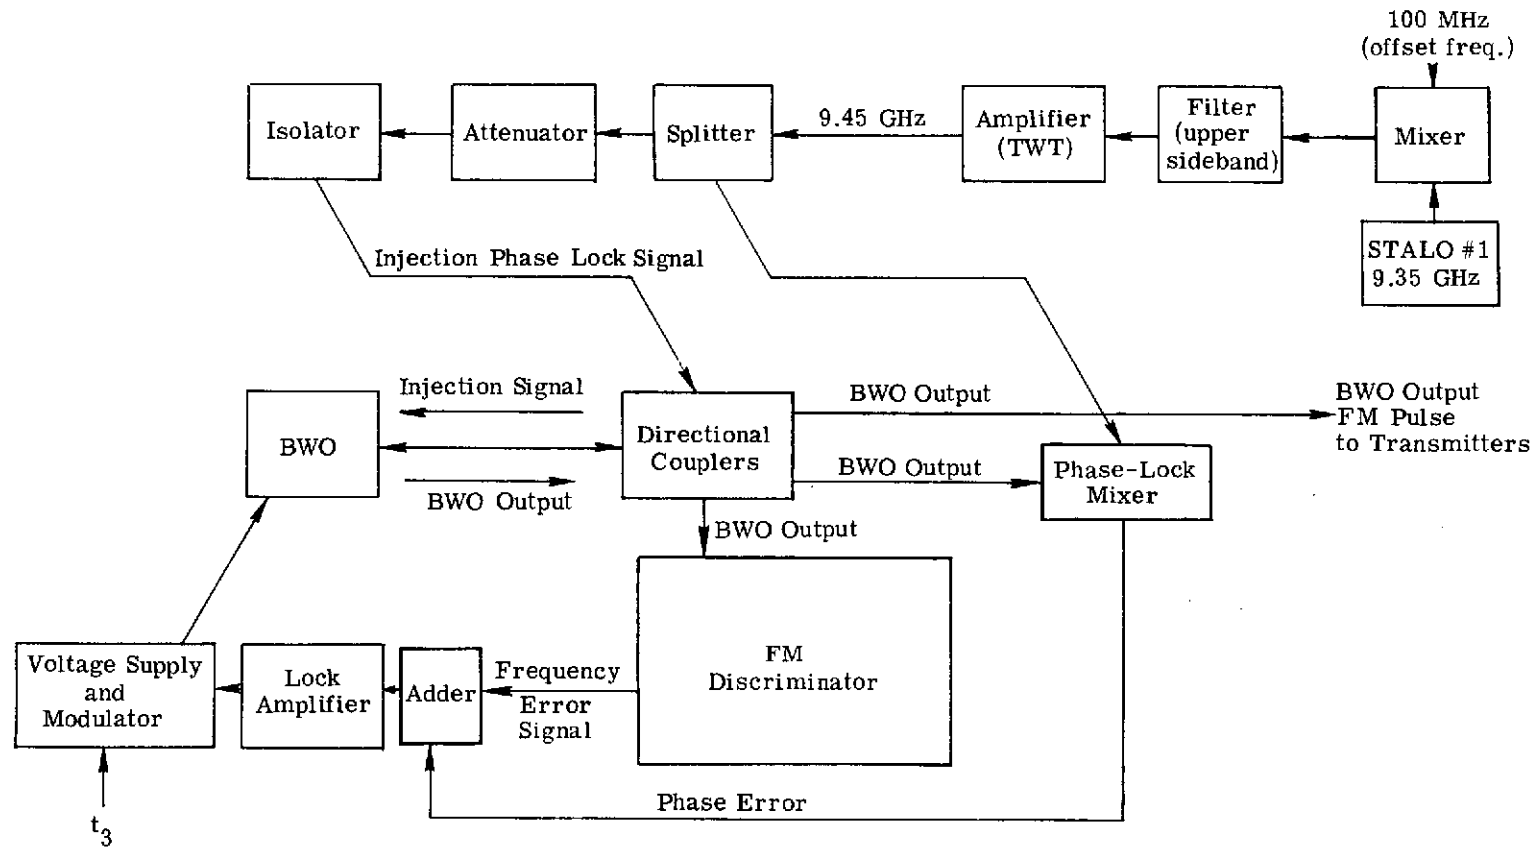 100 MHz
(offset freq.)
Isolator
Attenuator
Splitter
9.45 GHz
Amplifier
(TWT)
Filter
(upper
sideband)
Mixer
STALO #1
9.35 GHz
Injection Phase Lock Signal
BWO
Injection Signal
BWO Output
Directional
Couplers
BWO Output
BWO Output
FM Pulse
to Transmitters
BWO Output
Phase-Lock
Mixer
BWO Output
FM
Discriminator
Voltage Supply
and
Modulator
Lock
Amplifier
Adder
Frequency
Error
Signal
Phase Error
t3